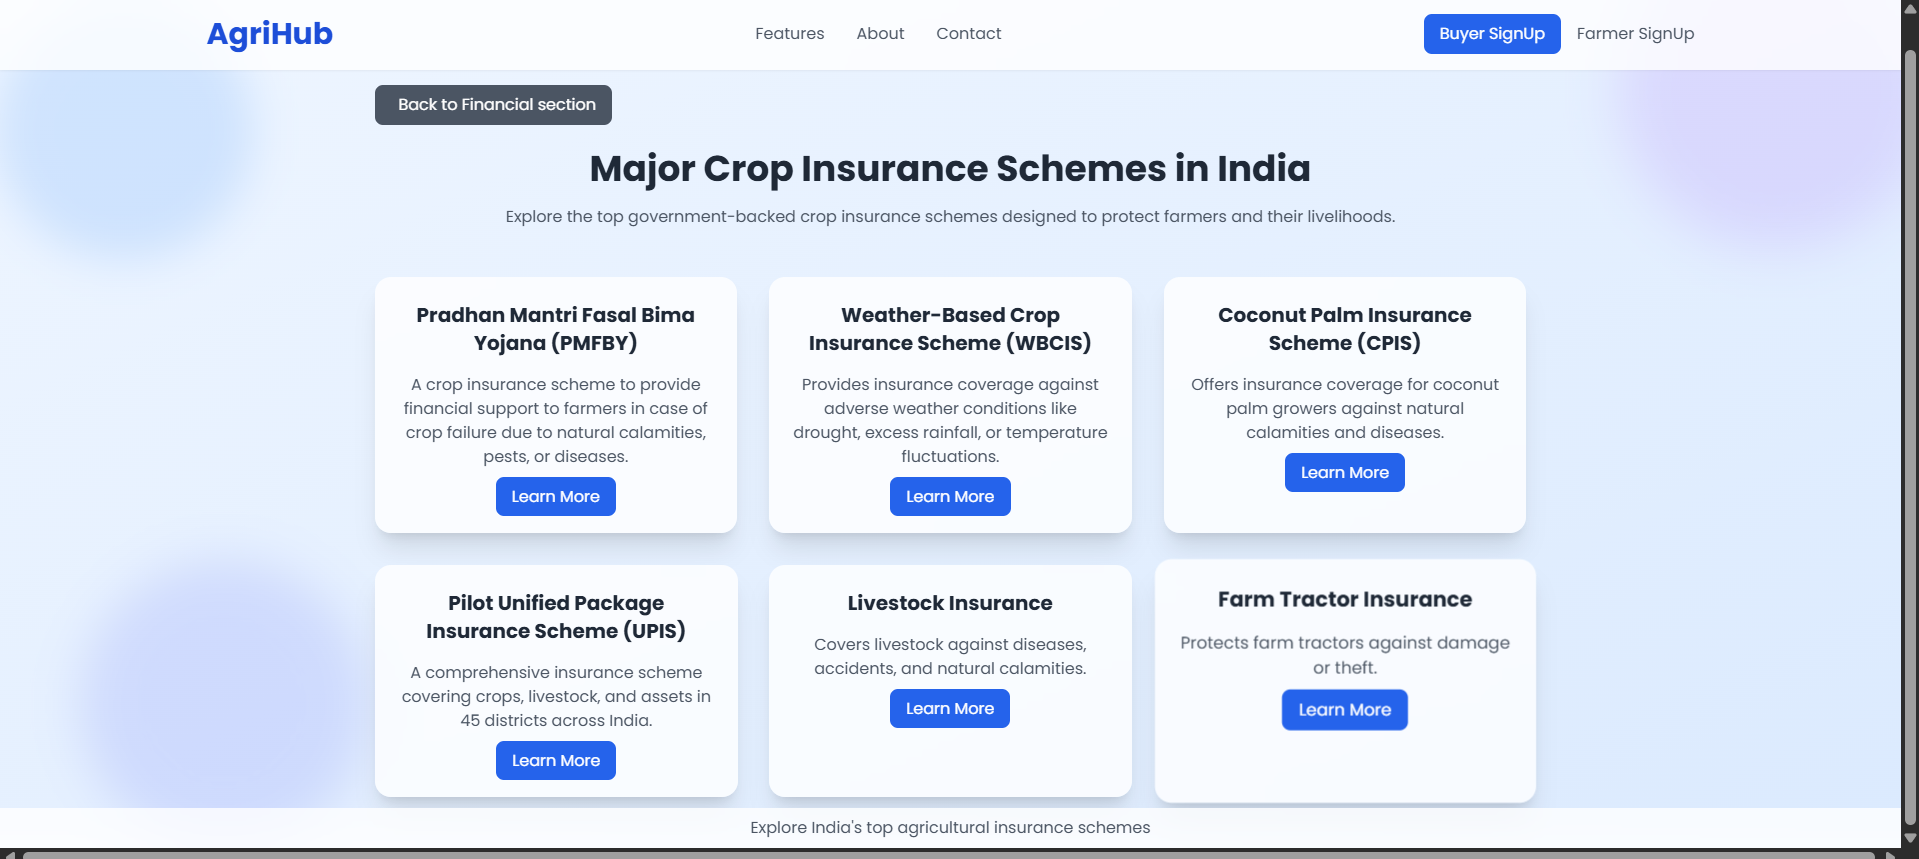 AgriHub
Features
About
Contact
Buyer SignUp
Farmer SignUp
Back to Financial section
Major Crop Insurance Schemes in India
Explore the top government-backed crop insurance schemes designed to protect farmers and their livelihoods.
Pradhan Mantri Fasal Bima
Yojana (PMFBY)
A crop insurance scheme to provide
financial support to farmers in case of
crop failure due to natural calamities,
pests, or diseases.
Learn More
Weather-Based Crop
Insurance Scheme (WBCIS)
Provides insurance coverage against
adverse weather conditions like
drought, excess rainfall, or temperature
fluctuations.
Learn More
Coconut Palm Insurance
Scheme (CPIS)
Offers insurance coverage for coconut
palm growers against natural
calamities and diseases.
Learn More
Pilot Unified Package
Insurance Scheme (UPIS)
A comprehensive insurance scheme
covering crops, livestock, and assets in
45 districts across India.
Learn More
Livestock Insurance
Covers livestock against diseases,
accidents, and natural calamities.
Learn More
Farm Tractor Insurance
Protects farm tractors against damage
or theft.
Learn More
Explore India's top agricultural insurance schemes